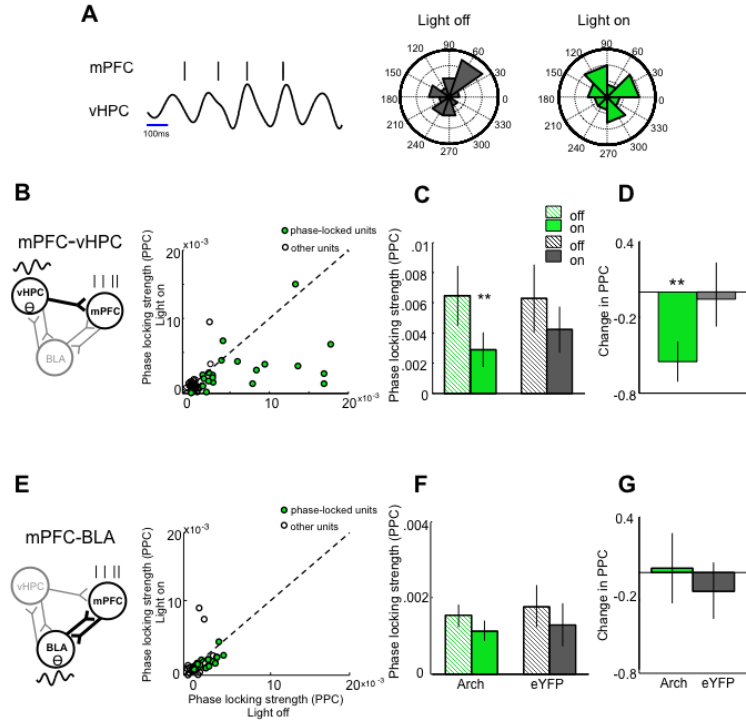 A
Light off
Light on
mPFC
vHPC
100ms
90
120
60
150
30
180
0
210
330
240
300
270
90
120
60
150
30
180
0
210
330
240
300
270
B
mPFC-vHPC
vHPC
θ
mPFC
BLA
Phase locking strength (PPC)
Light on
20
x10⁻³
10
0
0
10
20 x10⁻³
phase-locked units
other units
C
off
on
off
on
Phase locking strength (PPC)
.01
.008
.006
.004
.002
0
**
D
Change in PPC
0.4
-0.2
-0.8
**
E
mPFC-BLA
vHPC
mPFC
BLA
θ
Phase locking strength (PPC)
Light on
20
x10⁻³
10
0
0
10
20 x10⁻³
Phase locking strength (PPC)
Light off
phase-locked units
other units
F
Phase locking strength (PPC)
.004
.002
0
Arch
eYFP
G
Change in PPC
0.4
-0.2
-0.8
Arch
eYFP